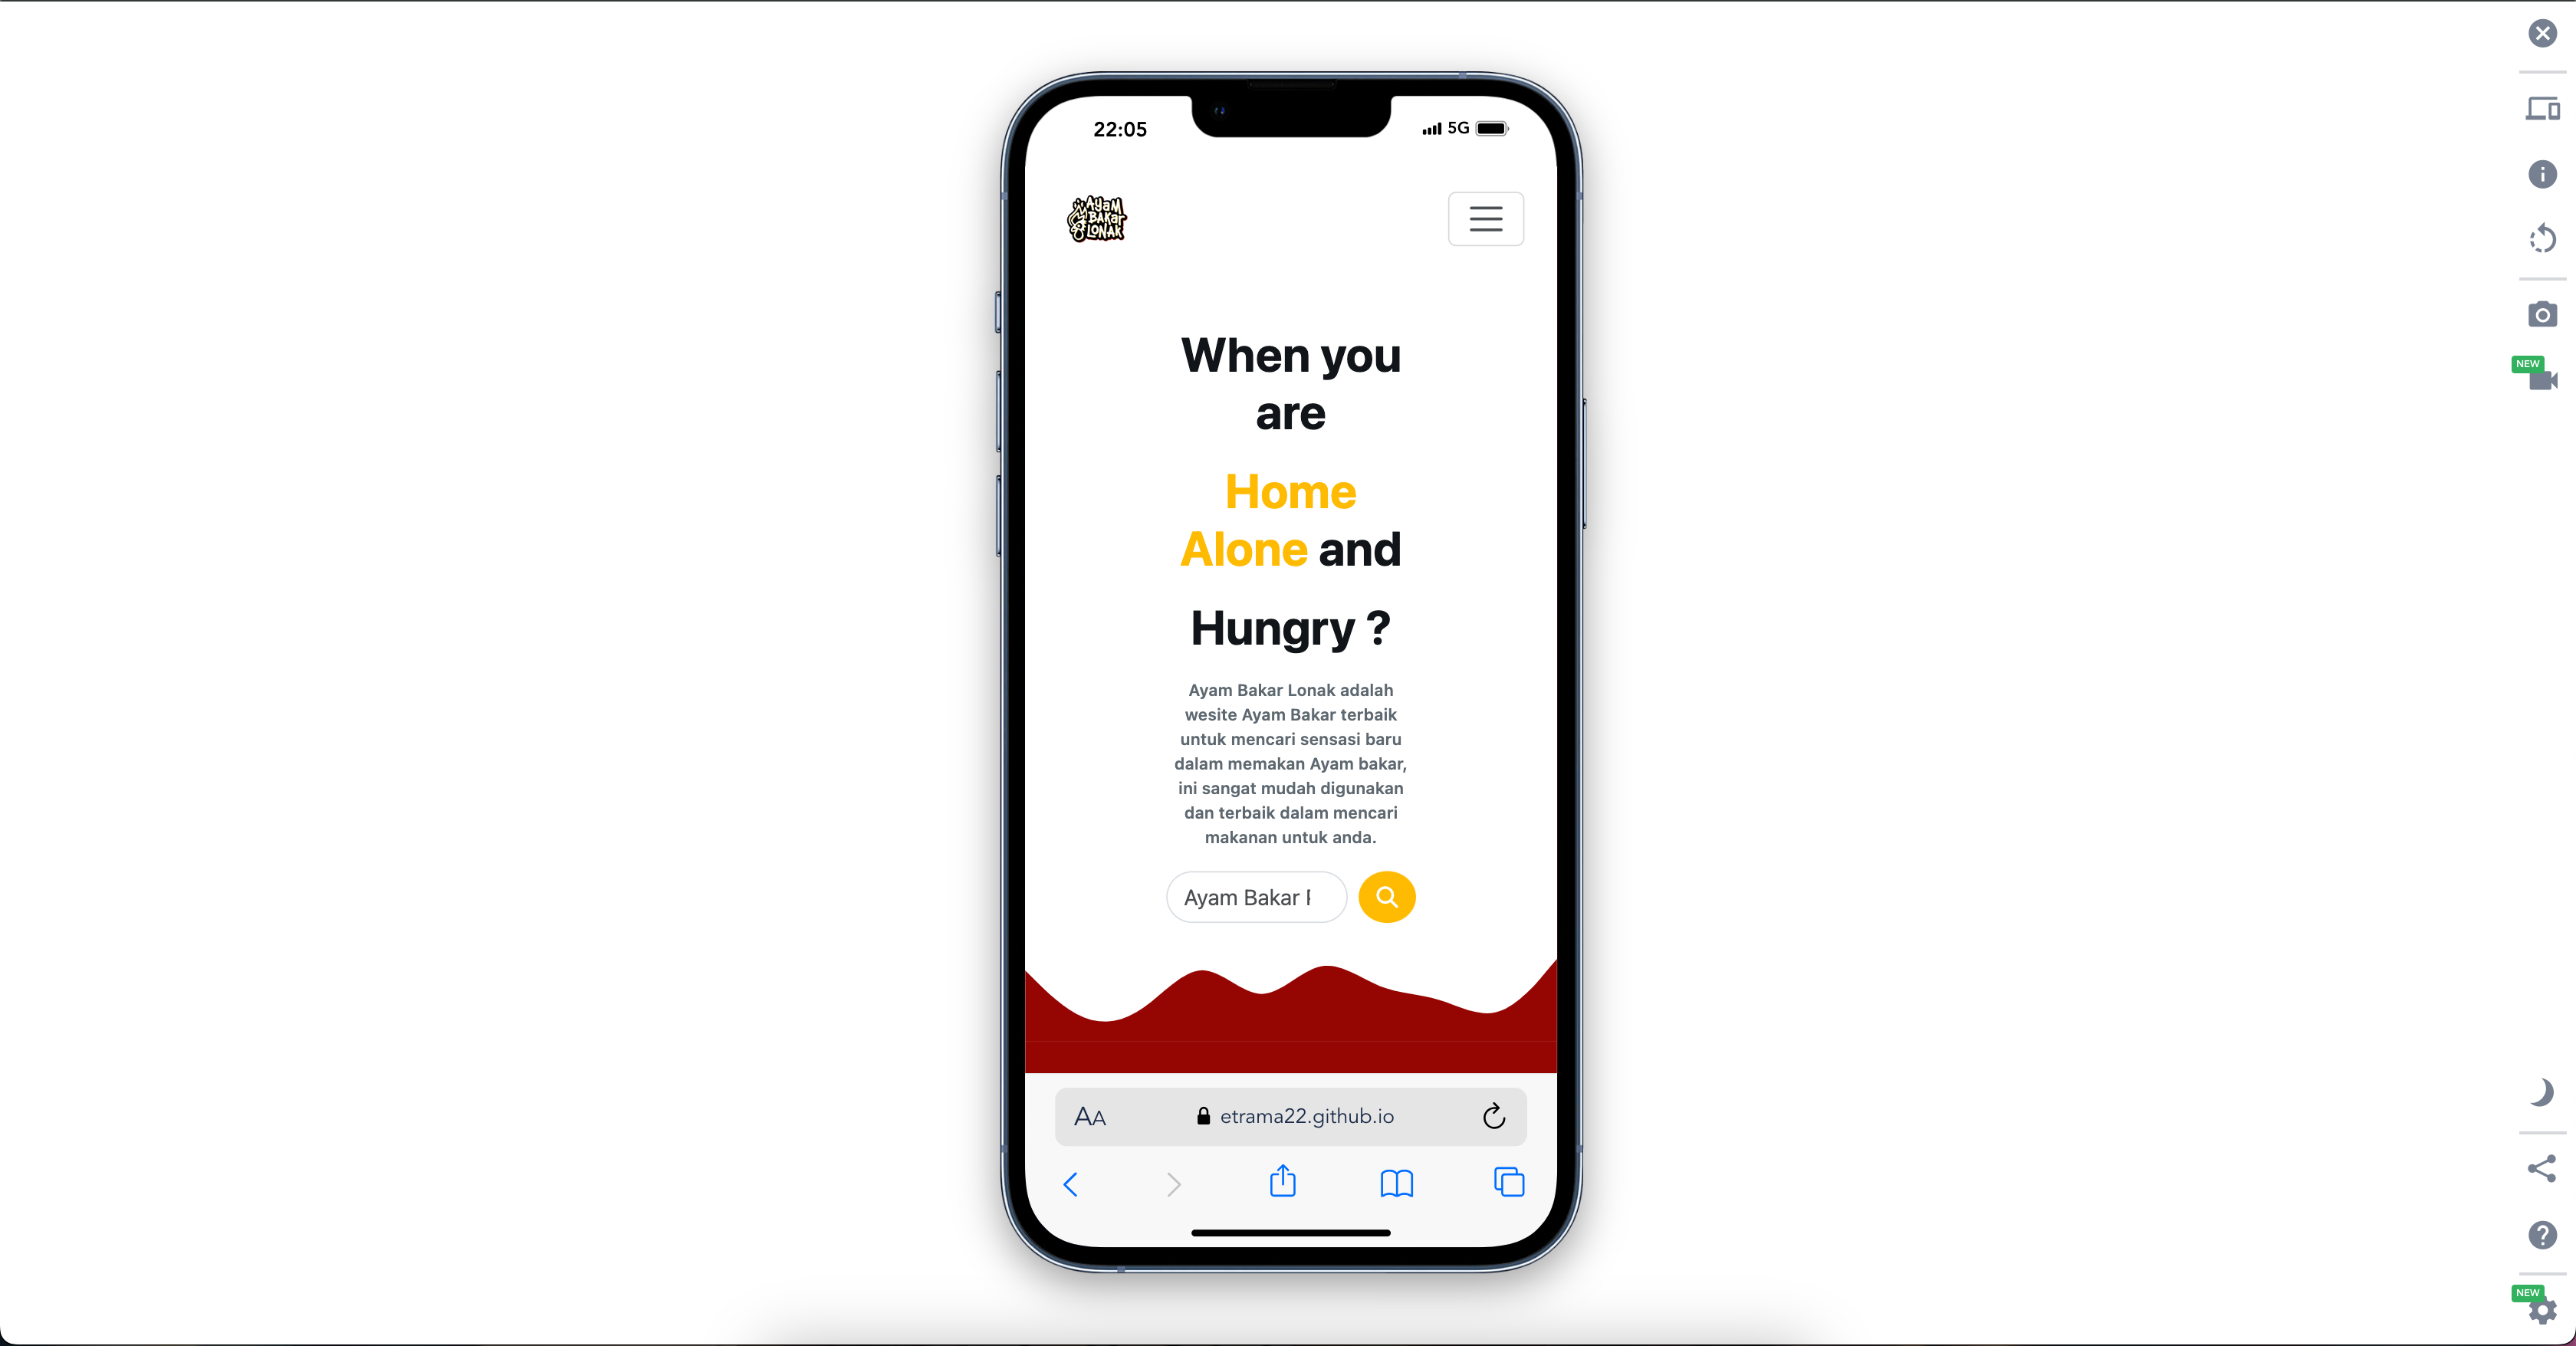 22:05
5G
AYAM
BAKAR
LONAK
When you
are
Home
Alone and
Hungry ?
Ayam Bakar Lonak adalah
wesite Ayam Bakar terbaik
untuk mencari sensasi baru
dalam memakan Ayam bakar,
ini sangat mudah digunakan
dan terbaik dalam mencari
makanan untuk anda.
Ayam Bakar
AA
etrama22.github.io
NEW
NEW